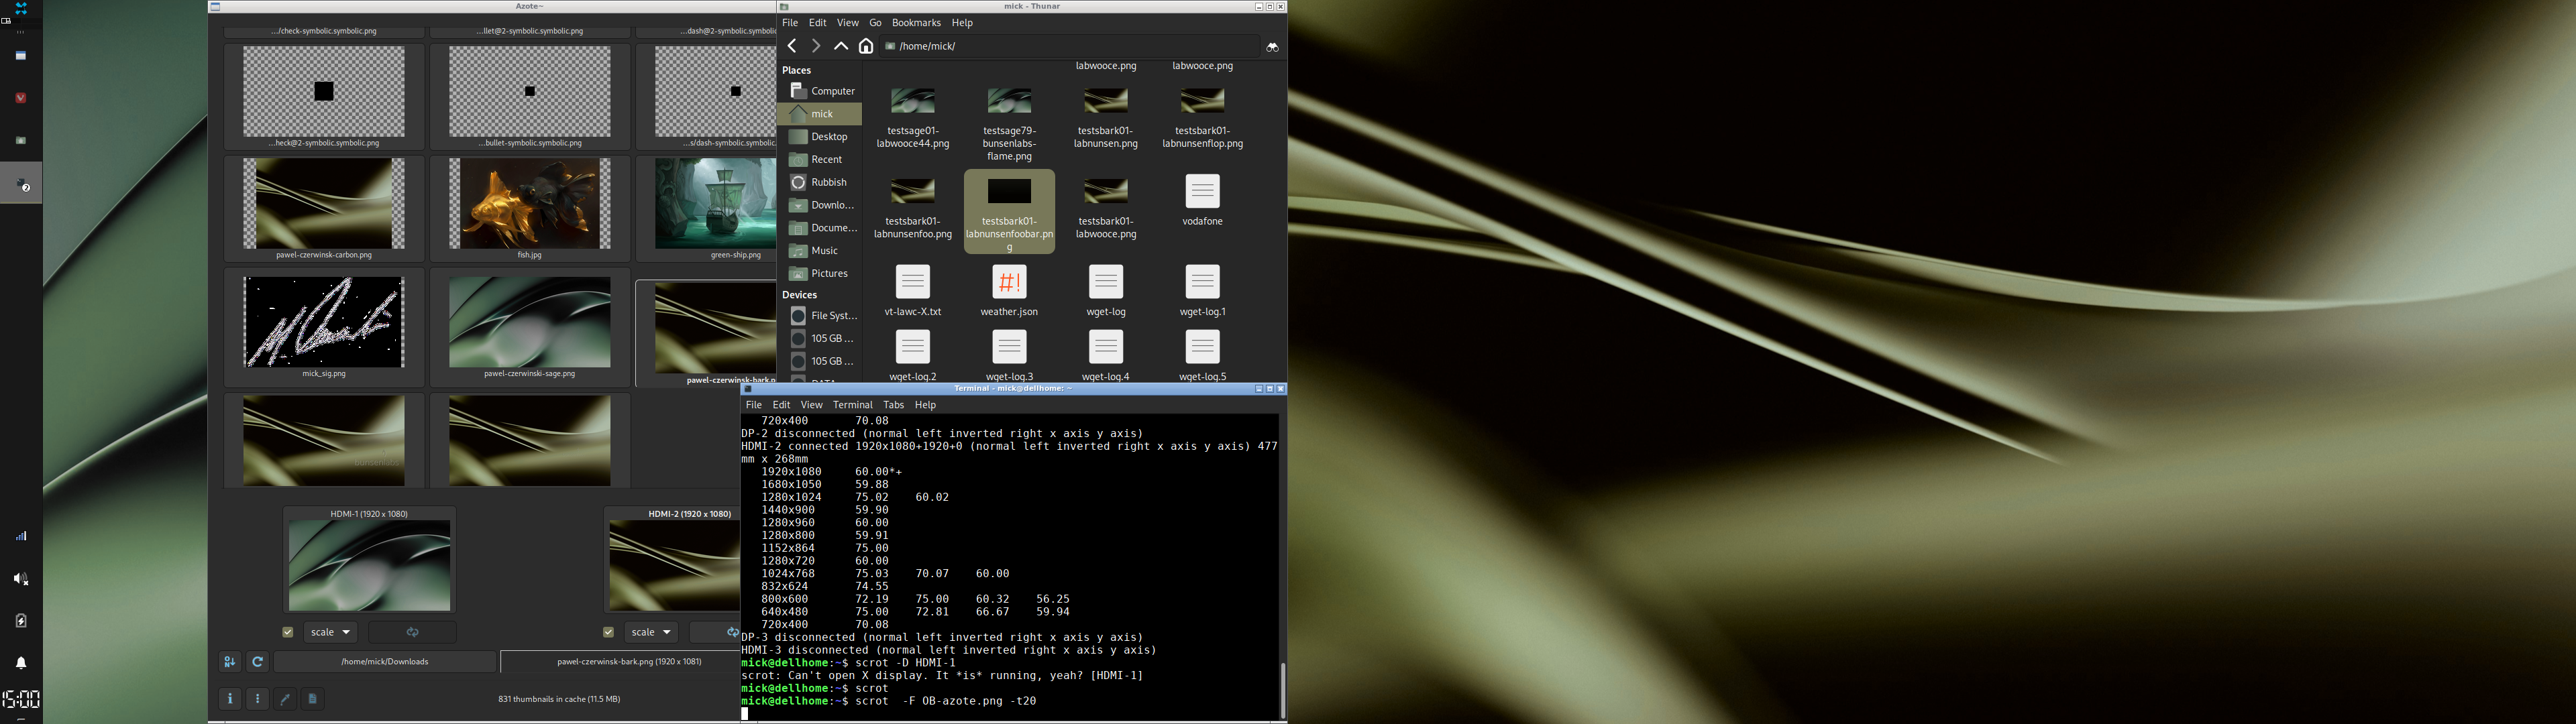 Azote~
.../check-symbolic.symbolic.png
...llet@2-symbolic.symbolic.png
...dash@2-symbolic.symbolic
...heck@2-symbolic.symbolic.png
...bullet-symbolic.symbolic.png
...s/dash-symbolic.symbolic.
pawel-czerwinsk-carbon.png
fish.jpg
green-ship.png
mick_sig.png
pawel-czerwinski-sage.png
pawel-czerwinsk-bark.p
HDMI-1 (1920 x 1080)
HDMI-2 (1920 x 1080)
scale
scale
/home/mick/Downloads
pawel-czerwinsk-bark.png (1920 x 1081)
831 thumbnails in cache (11.5 MB)
2
15:00
mick - Thunar
File Edit View Go Bookmarks Help
/home/mick/
Places
Computer
mick
Desktop
Recent
Rubbish
Downlo...
Docume...
Music
Pictures
Devices
File Syst...
105 GB ...
105 GB ...
labwooce.png
labwooce.png
testsage01-
labwooce44.png
testsage79-
bunsenlabs-
flame.png
testsbark01-
labnunsen.png
testsbark01-
labnunsenflop.png
testsbark01-
labnunsenfoo.png
testsbark01-
labnunsenfoobar.pn
g
testsbark01-
labwooce.png
vodafone
vt-lawc-X.txt
#!
weather.json
wget-log
wget-log.1
wget-log.2
wget-log.3
wget-log.4
wget-log.5
Terminal - mick@dellhome: ~
File Edit View Terminal Tabs Help
720x400 70.08
DP-2 disconnected (normal left inverted right x axis y axis)
HDMI-2 connected 1920x1080+1920+0 (normal left inverted right x axis y axis) 477
mm x 268mm
1920x1080 60.00*+
1680x1050 59.88
1280x1024 75.02 60.02
1440x900 59.90
1280x960 60.00
1280x800 59.91
1152x864 75.00
1280x720 60.00
1024x768 75.03 70.07 60.00
832x624 74.55
800x600 72.19 75.00 60.32 56.25
640x480 75.00 72.81 66.67 59.94
720x400 70.08
DP-3 disconnected (normal left inverted right x axis y axis)
HDMI-3 disconnected (normal left inverted right x axis y axis)
mick@dellhome:~$ scrot -D HDMI-1
scrot: Can't open X display. It *is* running, yeah? [HDMI-1]
mick@dellhome:~$ scrot
mick@dellhome:~$ scrot -F OB-azote.png -t20